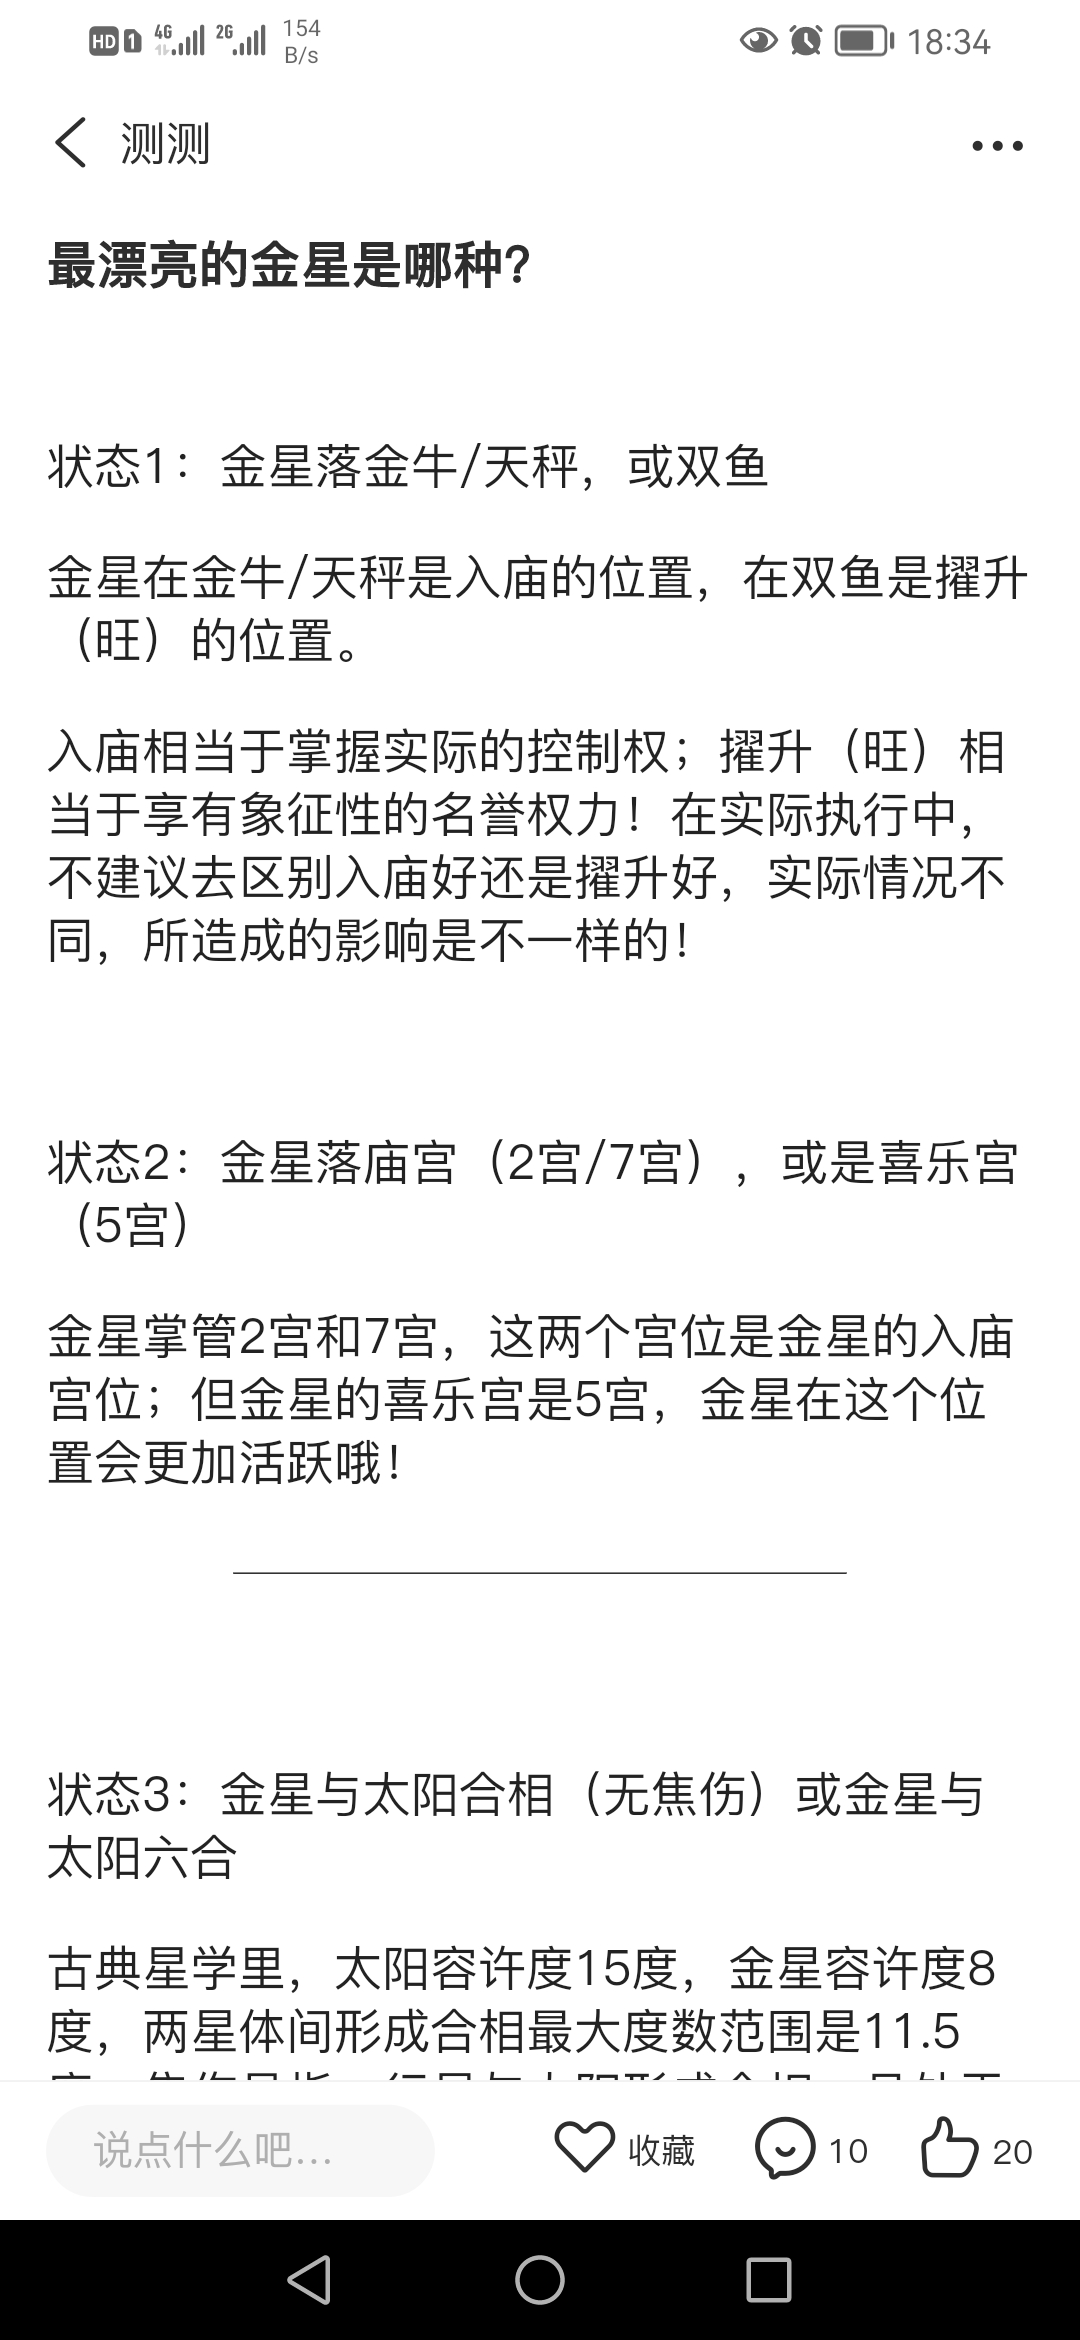 HD 1 4G 2G 154 B/s 18:34
测测
最漂亮的金星是哪种?
状态1：金星落金牛/天秤，或双鱼
金星在金牛/天秤是入庙的位置，在双鱼是擢升
（旺）的位置。
入庙相当于掌握实际的控制权；擢升（旺）相
当于享有象征性的名誉权力！在实际执行中，
不建议去区别入庙好还是擢升好，实际情况不
同，所造成的影响是不一样的！
状态2：金星落庙宫（2宫/7宫），或是喜乐宫
（5宫）
金星掌管2宫和7宫，这两个宫位是金星的入庙
宫位；但金星的喜乐宫是5宫，金星在这个位
置会更加活跃哦！
状态3：金星与太阳合相（无焦伤）或金星与
太阳六合
古典星学里，太阳容许度15度，金星容许度8
度，两星体间形成合相最大度数范围是11.5
说点什么吧...
收藏
10
20